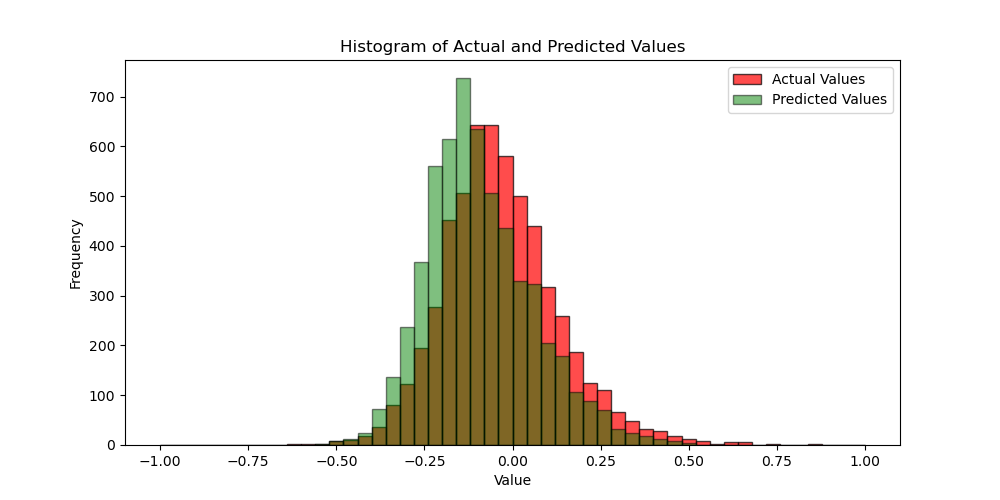 Histogram of Actual and Predicted Values
Actual Values
Predicted Values
700
600
500
400
300
200
100
0
Frequency
−1.00 −0.75 −0.50 −0.25 0.00 0.25 0.50 0.75 1.00
Value